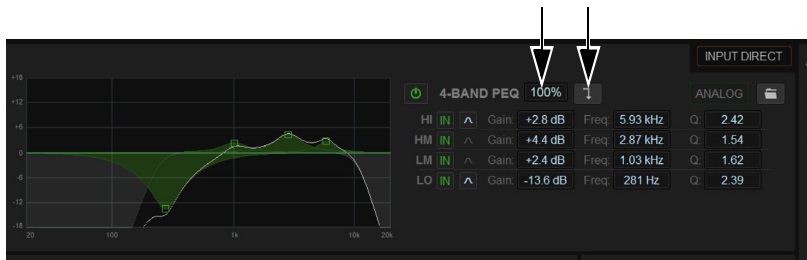 INPUT DIRECT
4-BAND PEQ 100% ANALOG
HI IN Gain: +2.8 dB Freq: 5.93 kHz Q: 2.42
HM IN Gain: +4.4 dB Freq: 2.87 kHz Q: 1.54
LM IN Gain: +2.4 dB Freq: 1.03 kHz Q: 1.62
LO IN Gain: -13.6 dB Freq: 281 Hz Q: 2.39
+18
+12
+6
0
-6
-12
-18
20 100 1k 10k 20k